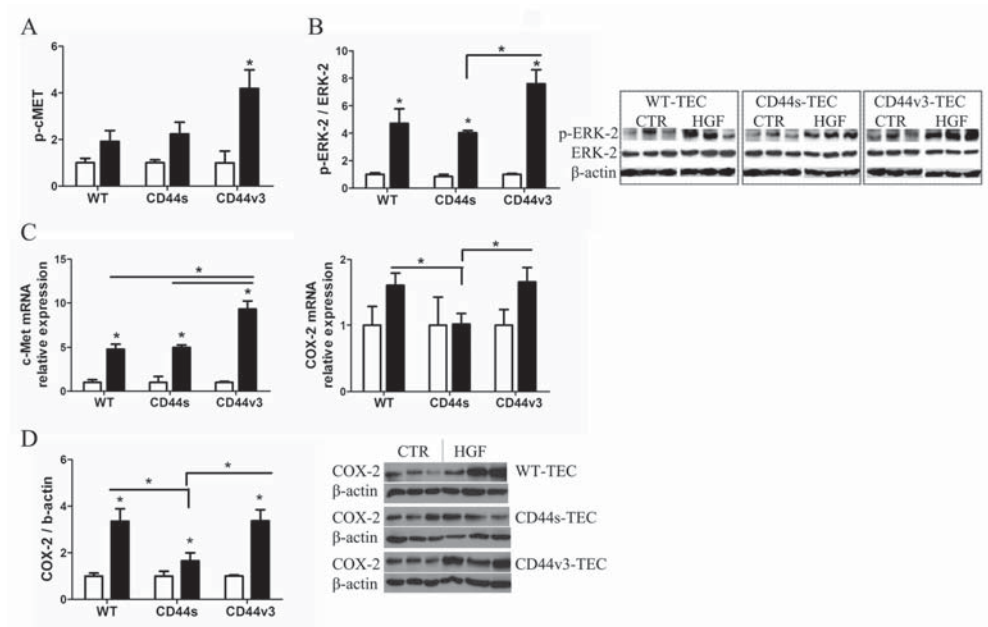 A
p-cMET
6
4
2
0
*
WT CD44s CD44v3
B
p-ERK-2 / ERK-2
10
8
6
4
2
0
* * * *
WT CD44s CD44v3
WT-TEC CD44s-TEC CD44v3-TEC
CTR HGF CTR HGF CTR HGF
p-ERK-2
ERK-2
β-actin
C
c-Met mRNA
relative expression
15
10
5
0
* * * *
WT CD44s CD44v3
COX-2 mRNA
relative expression
2
1
0
* *
WT CD44s CD44v3
D
COX-2 / b-actin
6
4
2
0
* * * * *
WT CD44s CD44v3
CTR HGF
COX-2 WT-TEC
β-actin
COX-2 CD44s-TEC
β-actin
COX-2 CD44v3-TEC
β-actin